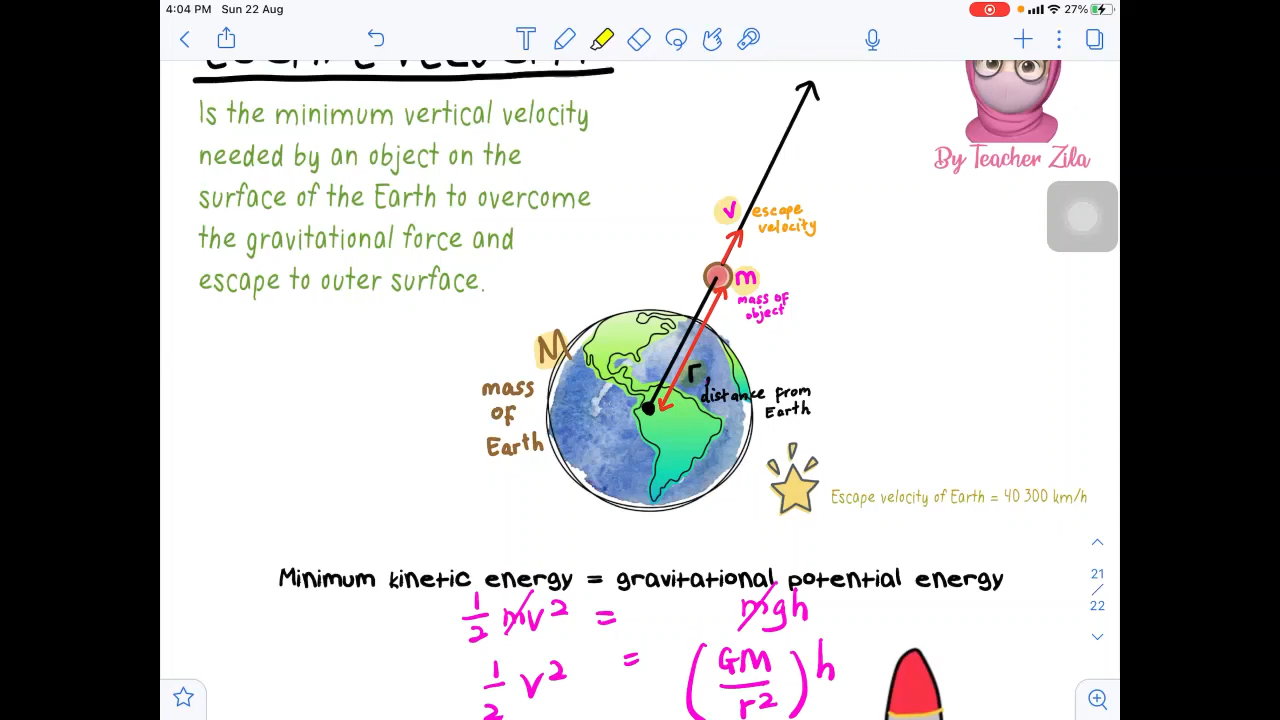 4:04 PM Sun 22 Aug
27%
Is the minimum vertical velocity
needed by an object on the
surface of the Earth to overcome
the gravitational force and
escape to outer surface.
By Teacher Zila
v escape
velocity
m
mass of
object
M
mass
of
Earth
r,
distance from
Earth
Escape velocity of Earth = 40 300 km/h
21
/
22
Minimum kinetic energy = gravitational potential energy
1/2 mv² = mgh
1/2 v² = (GM/r²)h